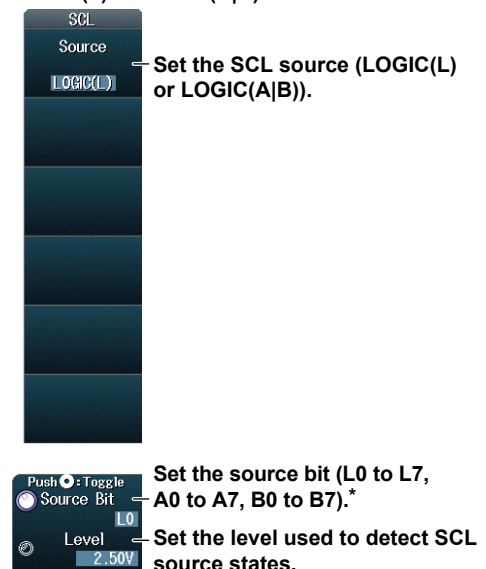 SCL
Source
LOGIC(L)
Set the SCL source (LOGIC(L)
or LOGIC(A|B)).
Push : Toggle
Source Bit
L0
Level
2.50V
Set the source bit (L0 to L7,
A0 to A7, B0 to B7).*
Set the level used to detect SCL
source states.